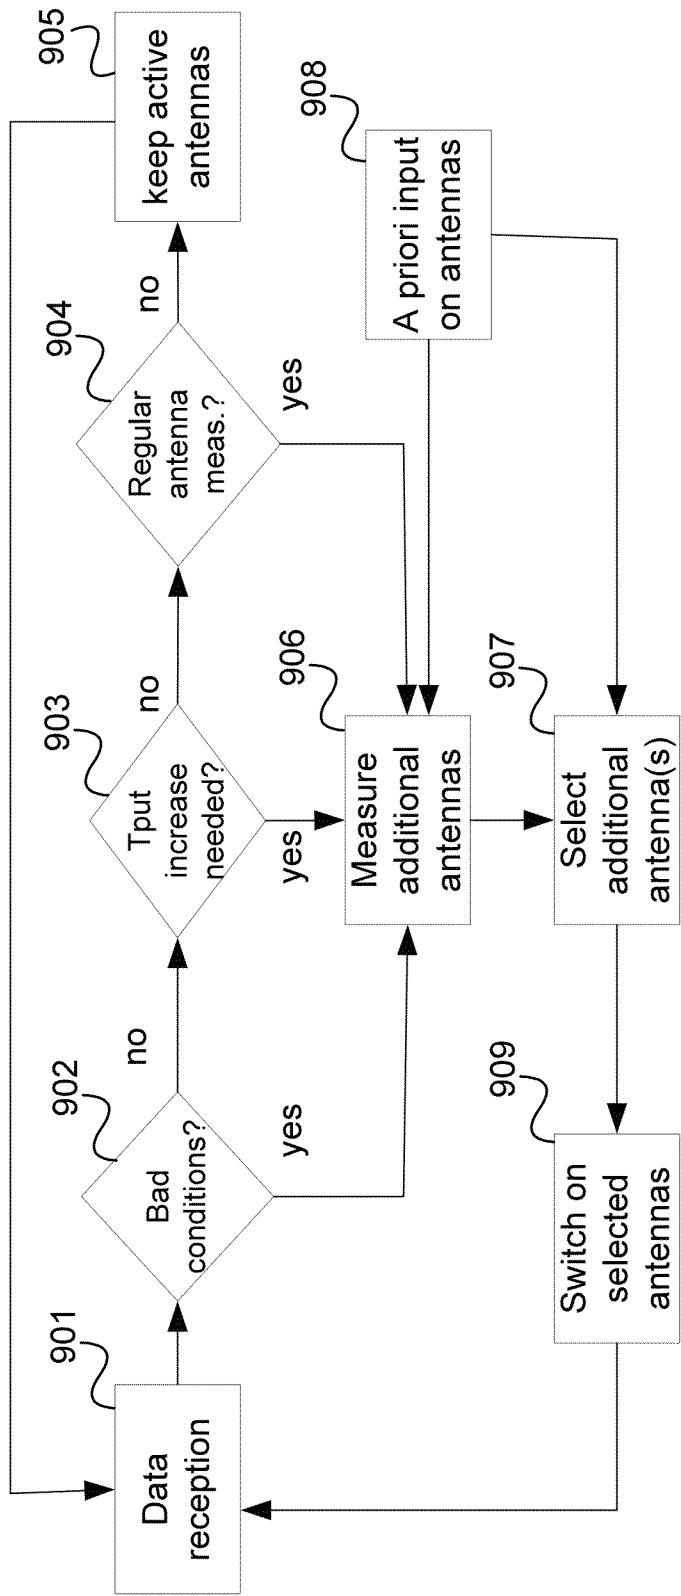 901
Data
reception
902
Bad
conditions?
no
yes
903
Tput
increase
needed?
no
yes
904
Regular
antenna
meas.?
no
yes
905
keep active
antennas
906
Measure
additional
antennas
908
A priori input
on antennas
907
Select
additional
antenna(s)
909
Switch on
selected
antennas